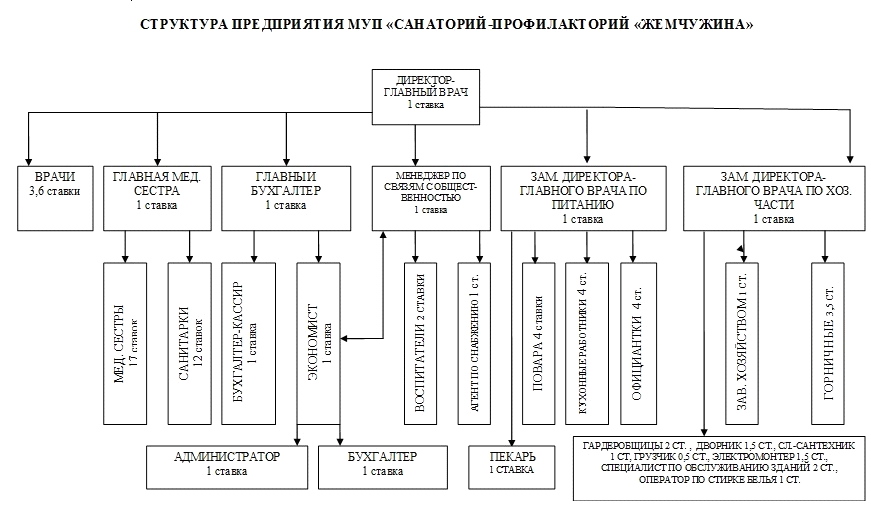 СТРУКТУРА ПРЕДПРИЯТИЯ МУП «САНАТОРИЙ-ПРОФИЛАКТОРИЙ «ЖЕМЧУЖИНА»
ДИРЕКТОР-
ГЛАВНЫЙ ВРАЧ
1 ставка
ВРАЧИ
3,6 ставки
ГЛАВНАЯ МЕД.
СЕСТРА
1 ставка
ГЛАВНЫЙ
БУХГАЛТЕР
1 ставка
МЕНЕДЖЕР ПО
СВЯЗЯМ С ОБЩЕСТ-
ВЕННОСТЬЮ
1 ставка
ЗАМ. ДИРЕКТОРА-
ГЛАВНОГО ВРАЧА ПО
ПИТАНИЮ
1 ставка
ЗАМ. ДИРЕКТОРА-
ГЛАВНОГО ВРАЧА ПО ХОЗ.
ЧАСТИ
1 ставка
МЕД. СЕСТРЫ
17 ставок
САНИТАРКИ
12 ставок
БУХГАЛТЕР-КАССИР
1 ставка
ЭКОНОМИСТ
1 ставка
ВОСПИТАТЕЛИ 2 ставки
АГЕНТ ПО СНАБЖЕНИЮ 1 ст.
ПОВАРА 4 ставки
КУХОННЫЕ РАБОТНИКИ 4 ст.
ОФИЦИАНТКИ 4 ст.
ЗАВ. ХОЗЯЙСТВОМ 1 ст.
ГОРНИЧНЫЕ 3,5 ст.
АДМИНИСТРАТОР
1 ставка
БУХГАЛТЕР
1 ставка
ПЕКАРЬ
1 СТАВКА
ГАРДЕРОБЩИЦЫ 2 СТ. , ДВОРНИК 1,5 СТ., СЛ.-САНТЕХНИК
1 СТ, ГРУЗЧИК 0,5 СТ., ЭЛЕКТРОМОНТЕР 1,5 СТ.,
СПЕЦИАЛИСТ ПО ОБСЛУЖИВАНИЮ ЗДАНИЙ 2 СТ.,
ОПЕРАТОР ПО СТИРКЕ БЕЛЬЯ 1 СТ.